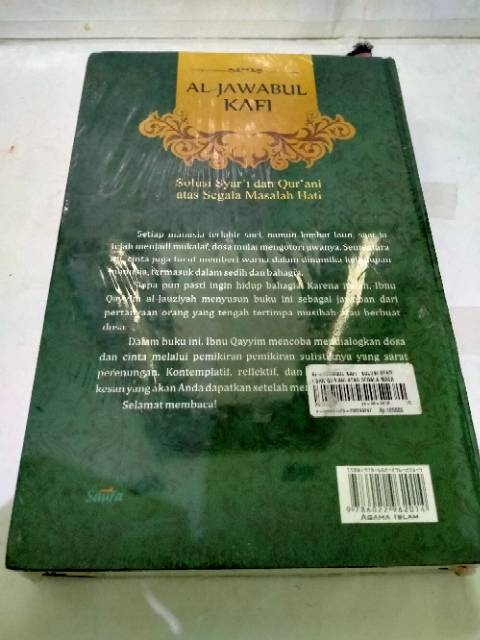 AL-JAWABUL
KAFI
Solusi Syar'i dan Qur'ani
atas Segala Masalah Hati
Setiap manusia terlahir suci, namun lambat laun, saat ia
telah menjadi mukalaf, dosa mulai mengotori jiwanya. Sementara
itu, cinta juga turut memberi warna dalam dinamika kehidupan
manusia, termasuk dalam sedih dan bahagia.
Siapa pun pasti ingin hidup bahagia. Karena itulah, Ibnu
Qayyim al-Jauziyah menyusun buku ini sebagai jawaban dari
pertanyaan orang yang tengah tertimpa musibah atau berbuat
dosa.
Dalam buku ini, Ibnu Qayyim mencoba mendialogkan dosa
dan cinta melalui pemikiran pemikiran sufistiknya yang sarat
perenungan. Kontemplatif, reflektif, dan
kesan yang akan Anda dapatkan setelah
Selamat membaca!
Saufa
9 786022 962014
AGAMA ISLAM